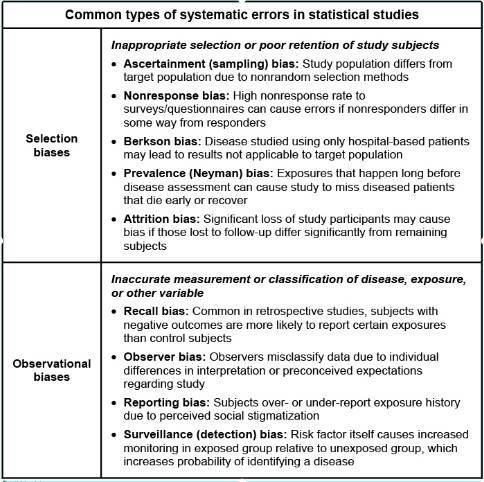 Common types of systematic errors in statistical studies
Selection
biases
Inappropriate selection or poor retention of study subjects
• Ascertainment (sampling) bias: Study population differs from
target population due to nonrandom selection methods
• Nonresponse bias: High nonresponse rate to
surveys/questionnaires can cause errors if nonresponders differ in
some way from responders
• Berkson bias: Disease studied using only hospital-based patients
may lead to results not applicable to target population
• Prevalence (Neyman) bias: Exposures that happen long before
disease assessment can cause study to miss diseased patients
that die early or recover
• Attrition bias: Significant loss of study participants may cause
bias if those lost to follow-up differ significantly from remaining
subjects
Observational
biases
Inaccurate measurement or classification of disease, exposure,
or other variable
• Recall bias: Common in retrospective studies, subjects with
negative outcomes are more likely to report certain exposures
than control subjects
• Observer bias: Observers misclassify data due to individual
differences in interpretation or preconceived expectations
regarding study
• Reporting bias: Subjects over- or under-report exposure history
due to perceived social stigmatization
• Surveillance (detection) bias: Risk factor itself causes increased
monitoring in exposed group relative to unexposed group, which
increases probability of identifying a disease